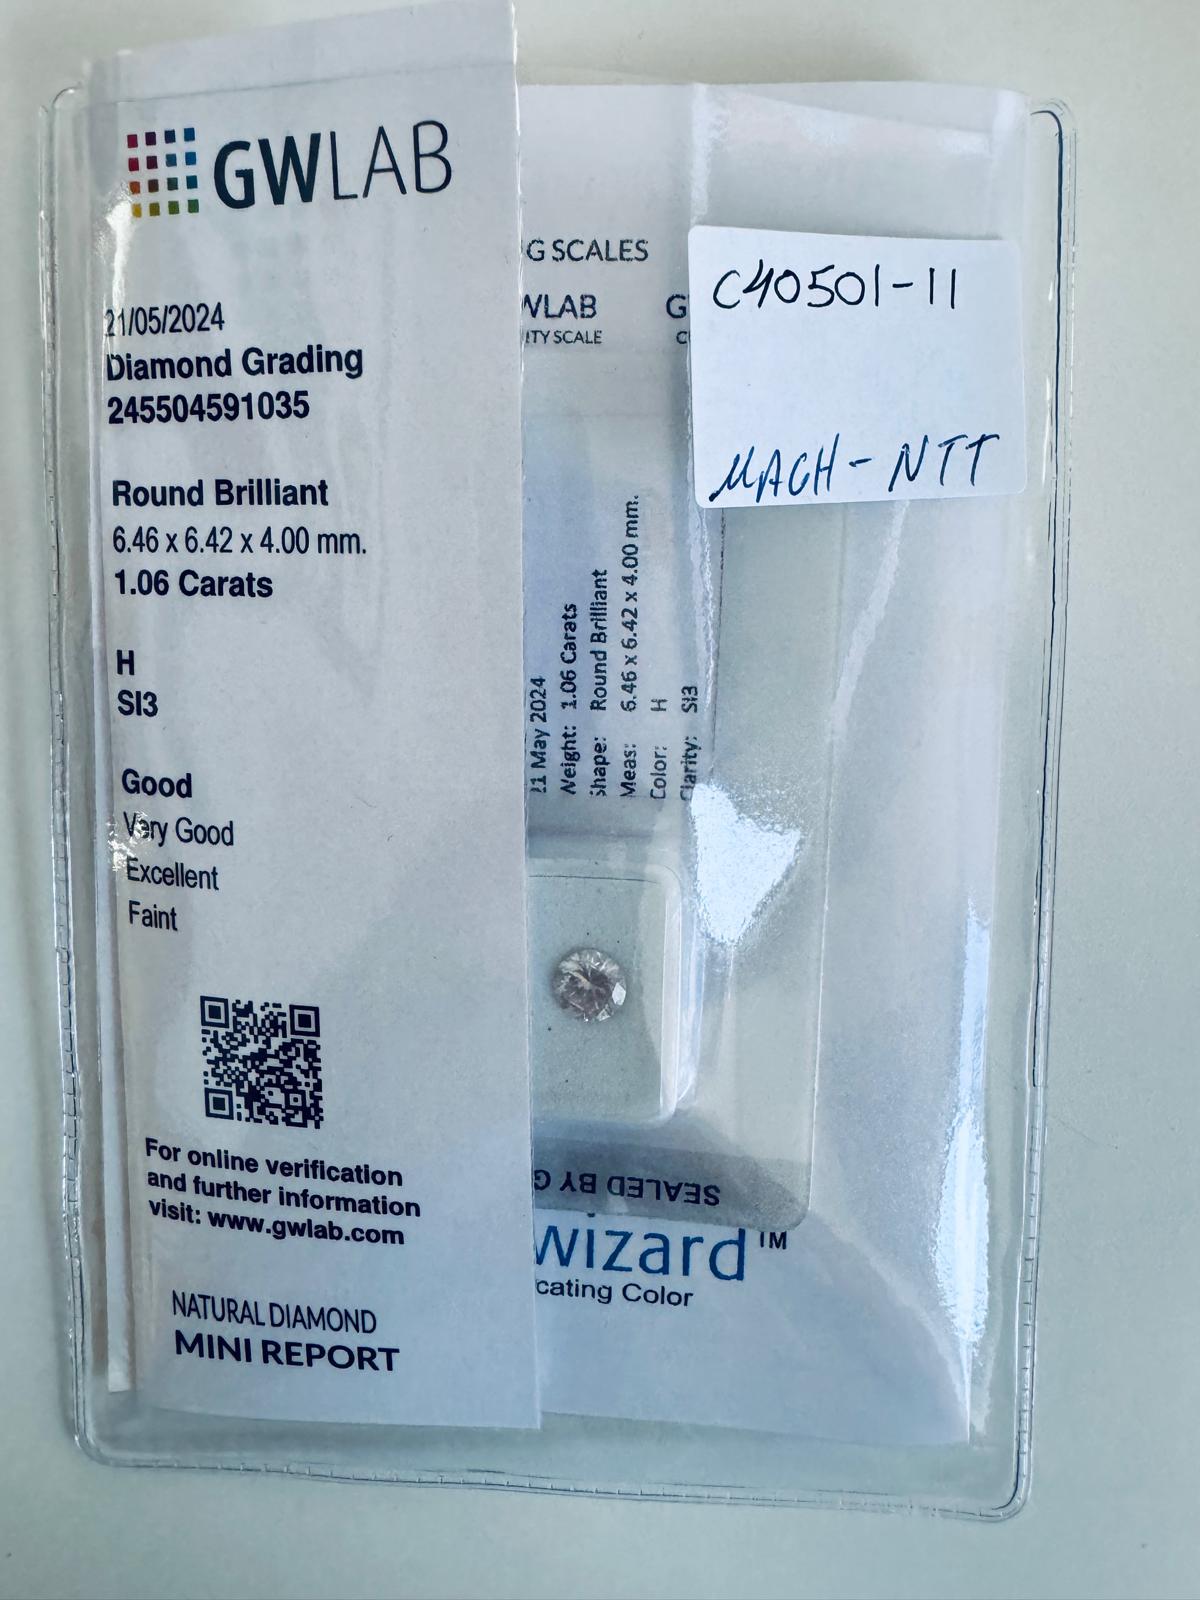 GWLAB
21/05/2024
Diamond Grading
245504591035
Round Brilliant
6.46 x 6.42 x 4.00 mm.
1.06 Carats
H
SI3
Good
Very Good
Excellent
Faint
For online verification
and further information
visit: www.gwlab.com
NATURAL DIAMOND
MINI REPORT
G SCALES
WLAB G
ITY SCALE C
C40501-11
MACH-NTT
21 May 2024
Weight: 1.06 Carats
Shape: Round Brilliant
Meas: 6.46 x 6.42 x 4.00 mm.
Color: H
Clarity: SI3
SEALED BY G
wizard™
cating Color